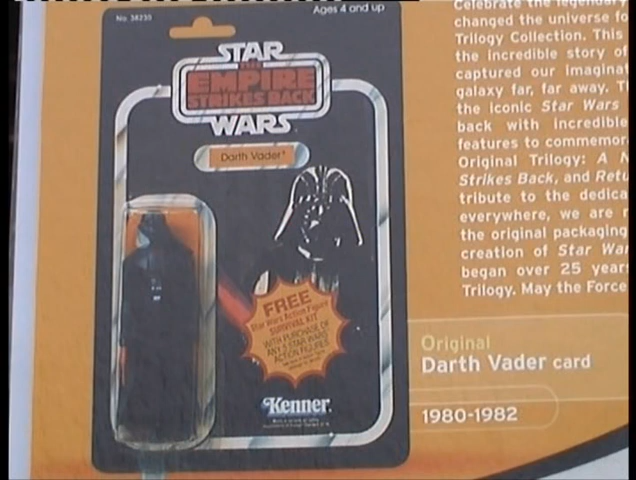 No. 38230
Ages 4 and up
STAR
THE
EMPIRE
STRIKES BACK
WARS
Darth Vader
FREE
Star Wars Action Figure
SURVIVAL KIT
WITH PURCHASE OF
ANY 5 STAR WARS
ACTION FIGURES
Kenner
Celebrate the legendary
changed the universe fo
Trilogy Collection. This
the incredible story of
captured our imaginat
galaxy far, far away. T
the iconic Star Wars
back with incredible
features to commemor
Original Trilogy: A N
Strikes Back, and Retu
tribute to the dedica
everywhere, we are r
the original packaging
creation of Star War
began over 25 years
Trilogy. May the Force
Original
Darth Vader card
1980-1982